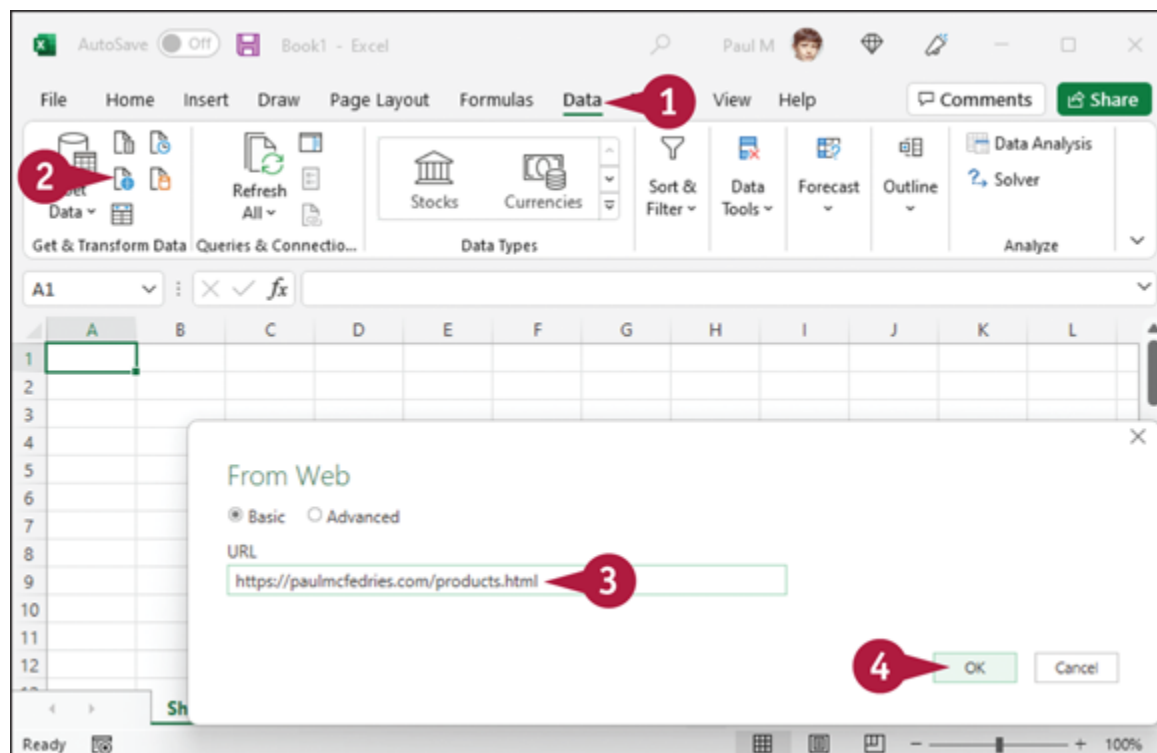 AutoSave Off Book1 - Excel Paul M
File Home Insert Draw Page Layout Formulas Data 1 View Help Comments Share
2
Data
Refresh All
Stocks Currencies
Sort & Filter
Data Tools
Forecast
Outline
Data Analysis
Solver
Get & Transform Data Queries & Connectio... Data Types Analyze
A1 fx
A B C D E F G H I J K L
1
2
3
4
5
6
7
8
9
10
11
12
From Web
Basic Advanced
URL
https://paulmcfedries.com/products.html 3
4 OK Cancel
Sh
Ready 100%